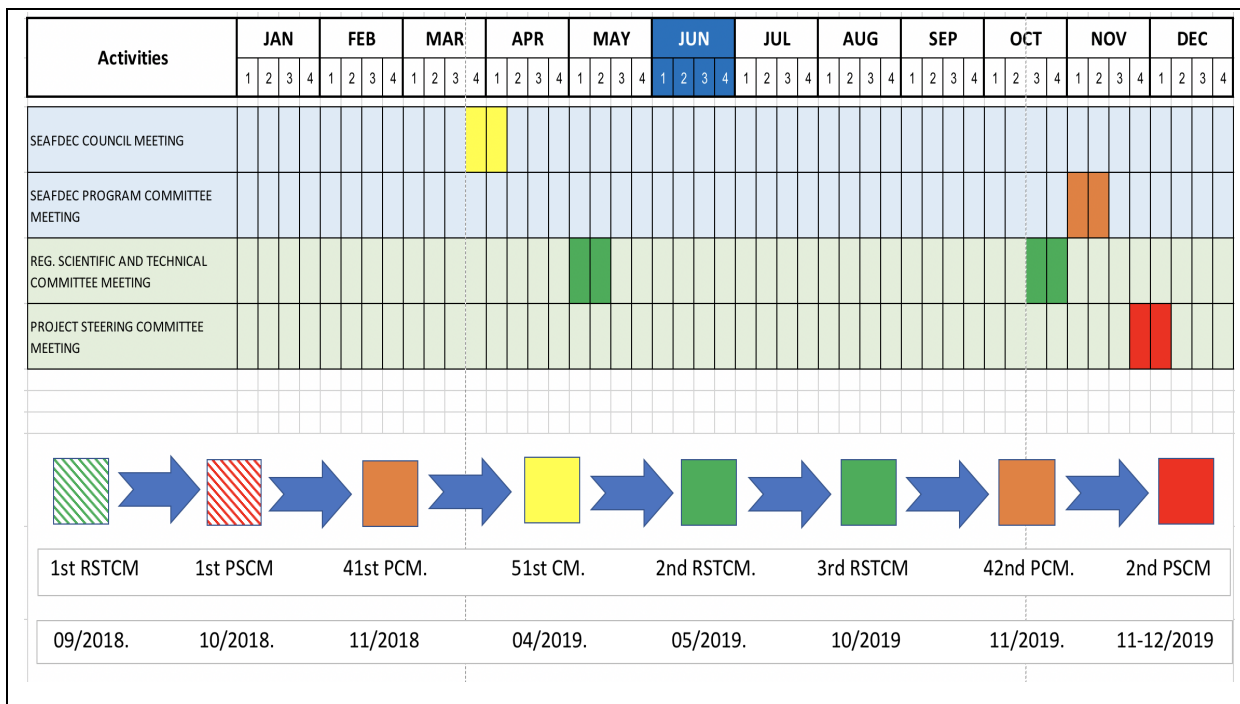 Activities JAN FEB MAR APR MAY JUN JUL AUG SEP OCT NOV DEC
1 2 3 4 1 2 3 4 1 2 3 4 1 2 3 4 1 2 3 4 1 2 3 4 1 2 3 4 1 2 3 4 1 2 3 4 1 2 3 4 1 2 3 4 1 2 3 4
SEAFDEC COUNCIL MEETING
SEAFDEC PROGRAM COMMITTEE
MEETING
REG. SCIENTIFIC AND TECHNICAL
COMMITTEE MEETING
PROJECT STEERING COMMITTEE
MEETING
1st RSTCM 1st PSCM 41st PCM. 51st CM. 2nd RSTCM. 3rd RSTCM 42nd PCM. 2nd PSCM
09/2018. 10/2018. 11/2018 04/2019. 05/2019. 10/2019 11/2019. 11-12/2019